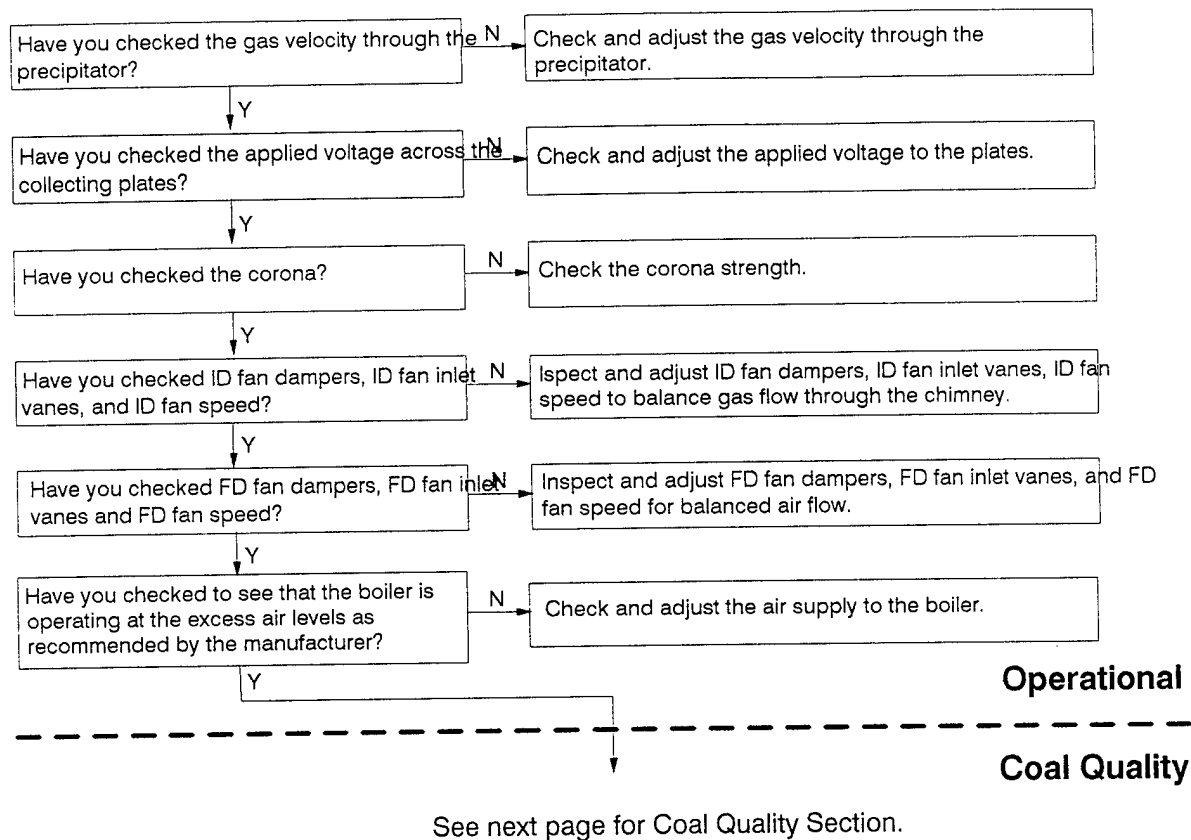 Have you checked the gas velocity through the
precipitator?
N
Check and adjust the gas velocity through the
precipitator.
Y
Have you checked the applied voltage across the
collecting plates?
N
Check and adjust the applied voltage to the plates.
Y
Have you checked the corona?
N
Check the corona strength.
Y
Have you checked ID fan dampers, ID fan inlet
vanes, and ID fan speed?
N
Ispect and adjust ID fan dampers, ID fan inlet vanes, ID fan
speed to balance gas flow through the chimney.
Y
Have you checked FD fan dampers, FD fan inlet
vanes and FD fan speed?
N
Inspect and adjust FD fan dampers, FD fan inlet vanes, and FD
fan speed for balanced air flow.
Y
Have you checked to see that the boiler is
operating at the excess air levels as
recommended by the manufacturer?
N
Check and adjust the air supply to the boiler.
Y
Operational
Coal Quality
See next page for Coal Quality Section.